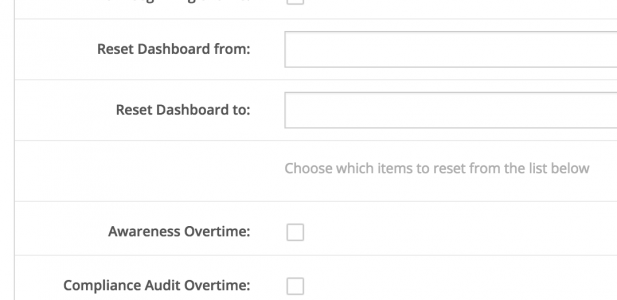 Reset Dashboard from:
Reset Dashboard to:
Choose which items to reset from the list below
Awareness Overtime:
Compliance Audit Overtime: